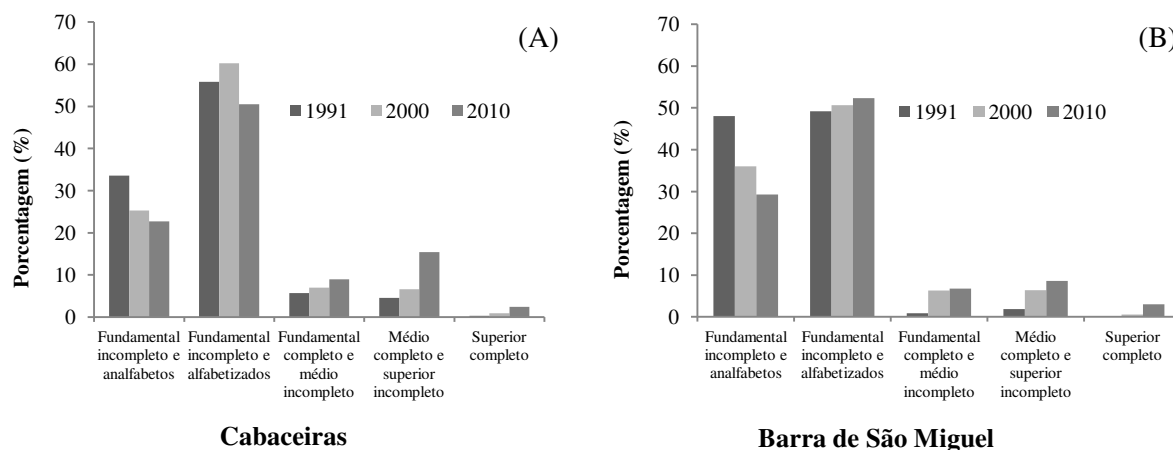 (A)
Porcentagem (%)
70
60
50
40
30
20
10
0
1991 2000 2010
Fundamental
incompleto e
analfabetos
Fundamental
incompleto e
alfabetizados
Fundamental
completo e
médio
incompleto
Médio
completo e
superior
incompleto
Superior
completo
Cabaceiras
(B)
Porcentagem (%)
70
60
50
40
30
20
10
0
1991 2000 2010
Fundamental
incompleto e
analfabetos
Fundamental
incompleto e
alfabetizados
Fundamental
completo e
médio
incompleto
Médio
completo e
superior
incompleto
Superior
completo
Barra de São Miguel